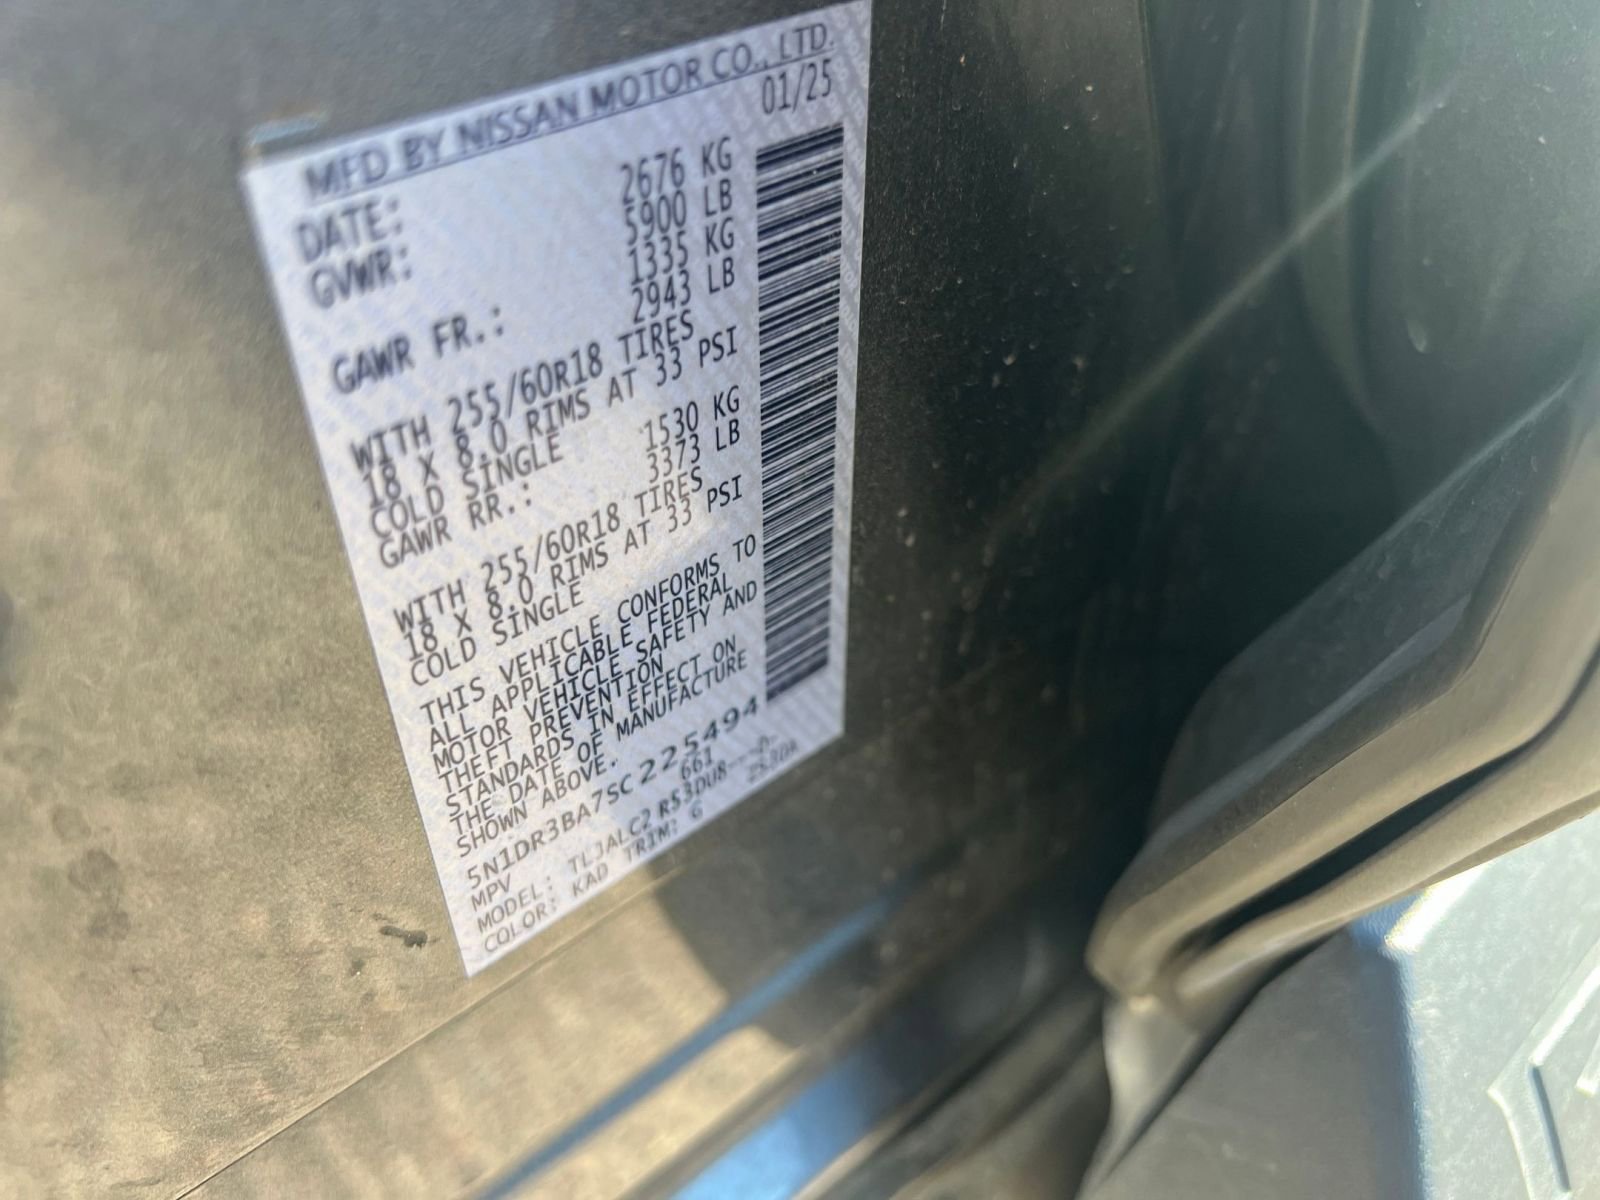 MFD BY NISSAN MOTOR CO., LTD.
DATE: 01/25
GVWR: 2676 KG
5900 LB
GAWR FR.: 1335 KG
2943 LB
WITH 255/60R18 TIRES
18 X 8.0 RIMS AT 33 PSI
COLD SINGLE
GAWR RR.: 1530 KG
3373 LB
WITH 255/60R18 TIRES
18 X 8.0 RIMS AT 33 PSI
COLD SINGLE
THIS VEHICLE CONFORMS TO
ALL APPLICABLE FEDERAL
MOTOR VEHICLE SAFETY AND
THEFT PREVENTION
STANDARDS IN EFFECT ON
THE DATE OF MANUFACTURE
SHOWN ABOVE.
5N1DR3BA7SC225494
MPV 661
MODEL: TLJALC2 R53DU8
COLOR: KAD TRIM: G